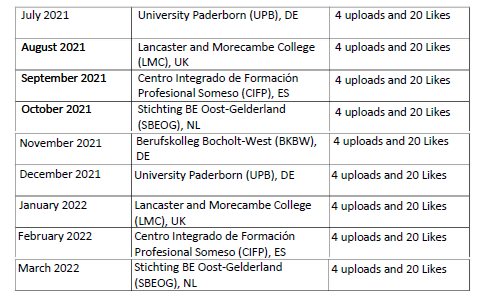 July 2021 University Paderborn (UPB), DE 4 uploads and 20 Likes
August 2021 Lancaster and Morecambe College 4 uploads and 20 Likes
(LMC), UK
September 2021 Centro Integrado de Formación 4 uploads and 20 Likes
Profesional Someso (CIFP), ES
October 2021 Stichting BE Oost-Gelderland 4 uploads and 20 Likes
(SBEOG), NL
November 2021 Berufskolleg Bocholt-West (BKBW), 4 uploads and 20 Likes
DE
December 2021 University Paderborn (UPB), DE 4 uploads and 20 Likes
January 2022 Lancaster and Morecambe College 4 uploads and 20 Likes
(LMC), UK
February 2022 Centro Integrado de Formación 4 uploads and 20 Likes
Profesional Someso (CIFP), ES
March 2022 Stichting BE Oost-Gelderland 4 uploads and 20 Likes
(SBEOG), NL